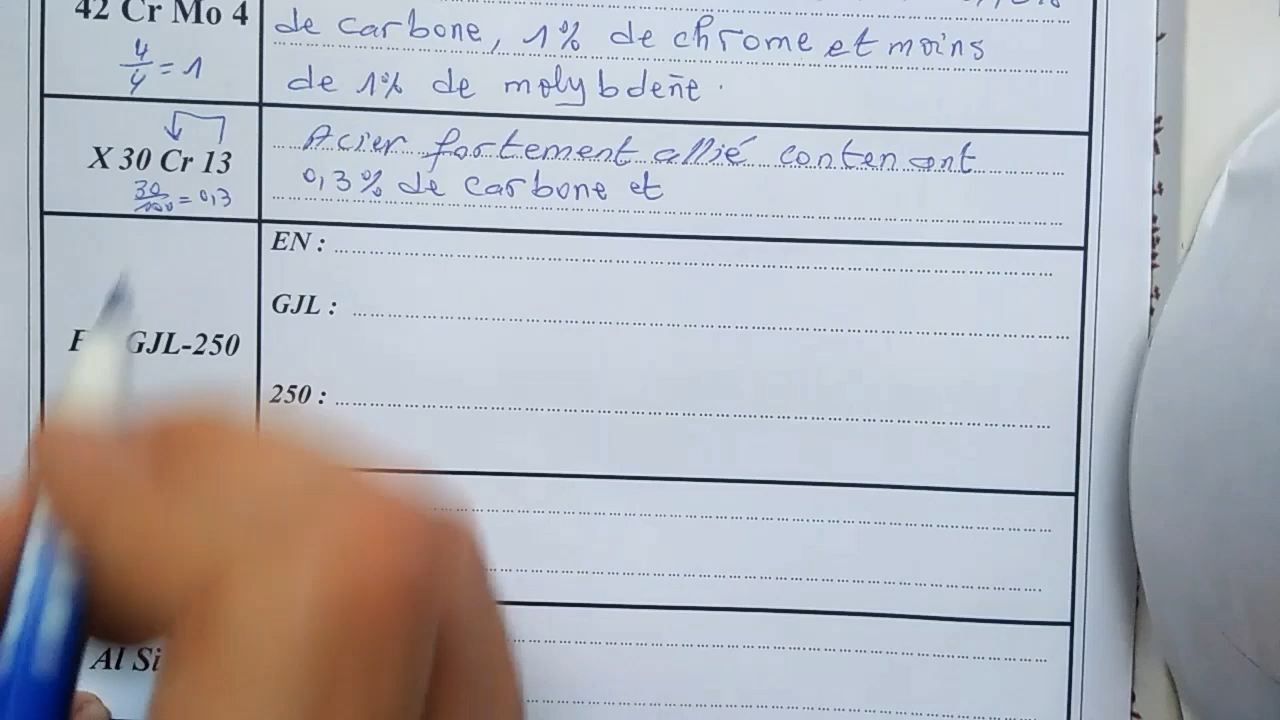 42 Cr Mo 4
4/4 = 1
de carbone, 1% de chrome et moins
de 1% de molybdeñe.
X 30 Cr 13
30/100 = 0,3
Acier fortement allié contenant
0,3% de carbone et
GJL-250
EN :
GJL :
250 :
Al Si